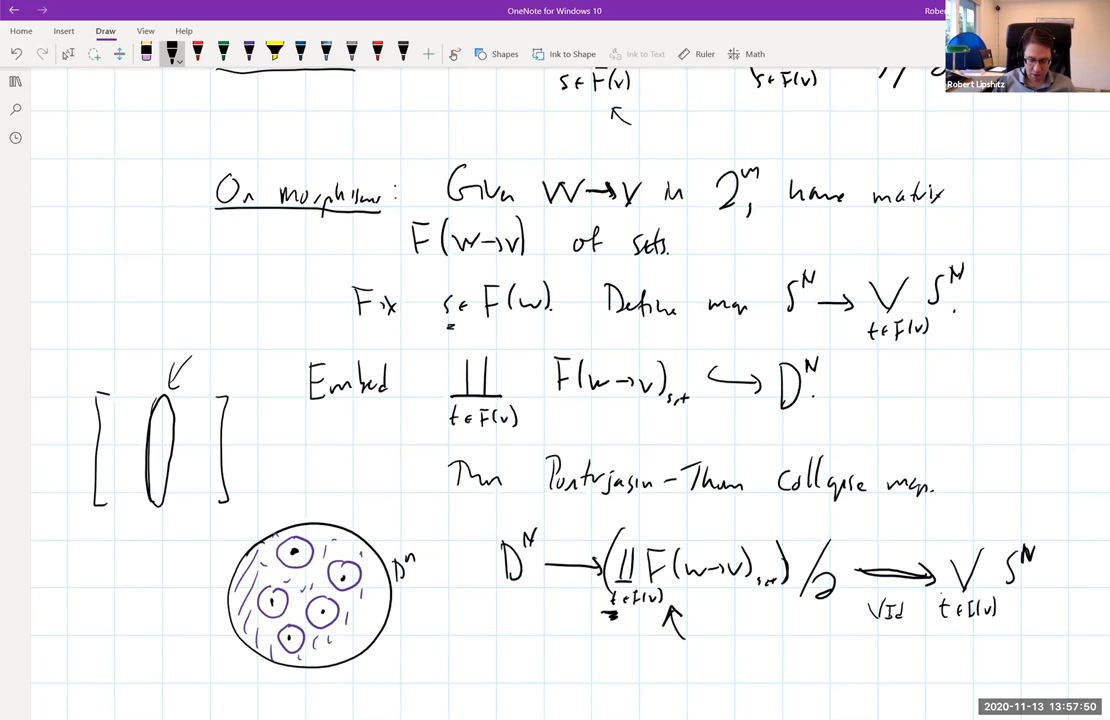 OneNote for Windows 10
Home Insert Draw View Help
Shapes Ink to Shape Ink to Text Ruler Math
Robert Lipshitz
s ∈ F(v) s ∈ F(v)
On morphisms: Given w→v in 2^n, have matrix
F(w→v) of sets.
Fix s ∈ F(w). Define map S^N → ⋁_{t∈F(v)} S^N.
Embed ∐_{t∈F(v)} F(w→v)_{s,t} ↪ D^N.
Then Pontrjagin-Thom collapse map.
D^N → (∐_{t∈F(v)} F(w→v)_{s,t})/∂ → ⋁_{t∈F(v)} S^N
∨Id
D^n
2020-11-13 13:57:50